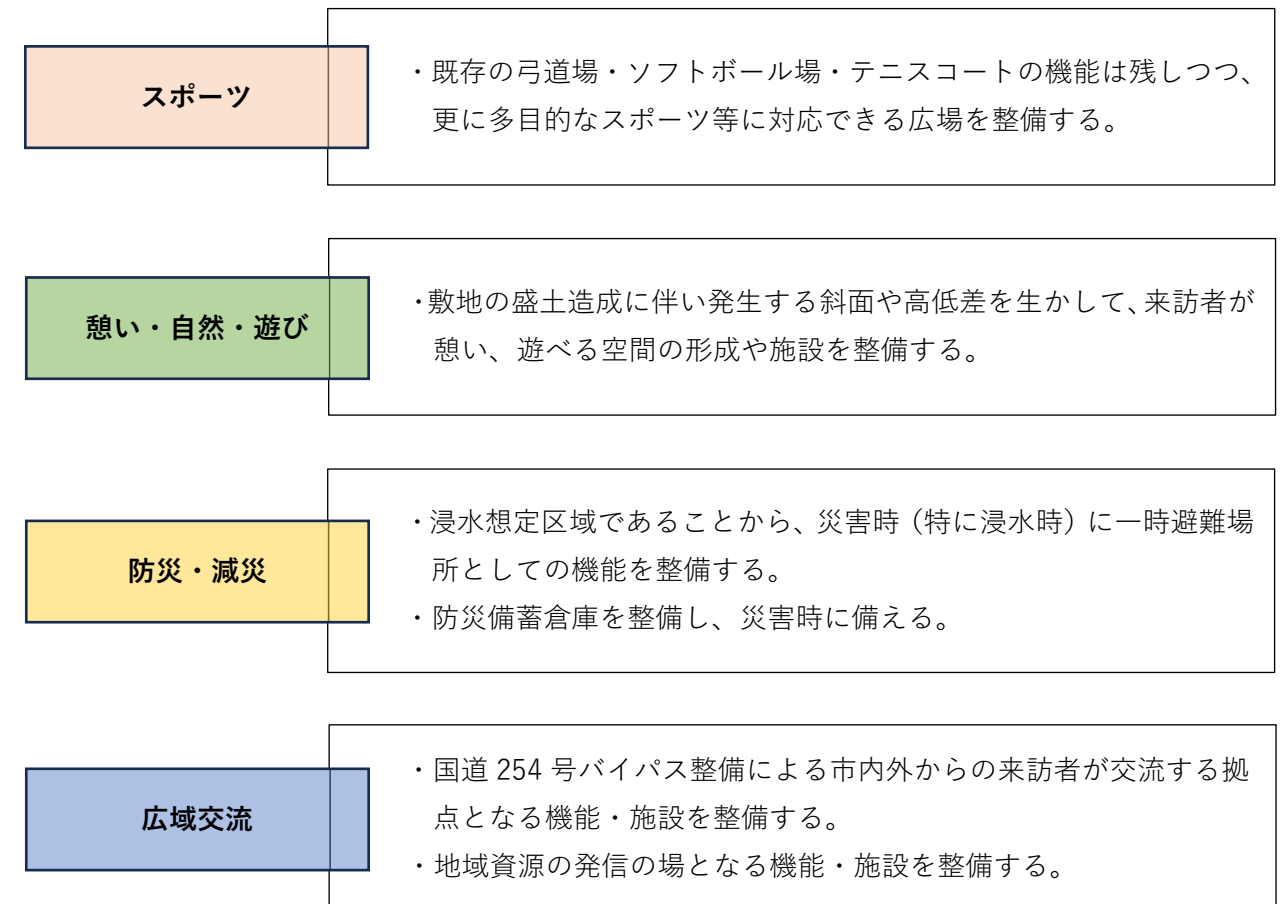 スポーツ
・既存の弓道場・ソフトボール場・テニスコートの機能は残しつつ、
更に多目的なスポーツ等に対応できる広場を整備する。
憩い・自然・遊び
・敷地の盛土造成に伴い発生する斜面や高低差を生かして、来訪者が
憩い、遊べる空間の形成や施設を整備する。
防災・減災
・浸水想定区域であることから、災害時（特に浸水時）に一時避難場
所としての機能を整備する。
・防災備蓄倉庫を整備し、災害時に備える。
広域交流
・国道 254 号バイパス整備による市内外からの来訪者が交流する拠
点となる機能・施設を整備する。
・地域資源の発信の場となる機能・施設を整備する。